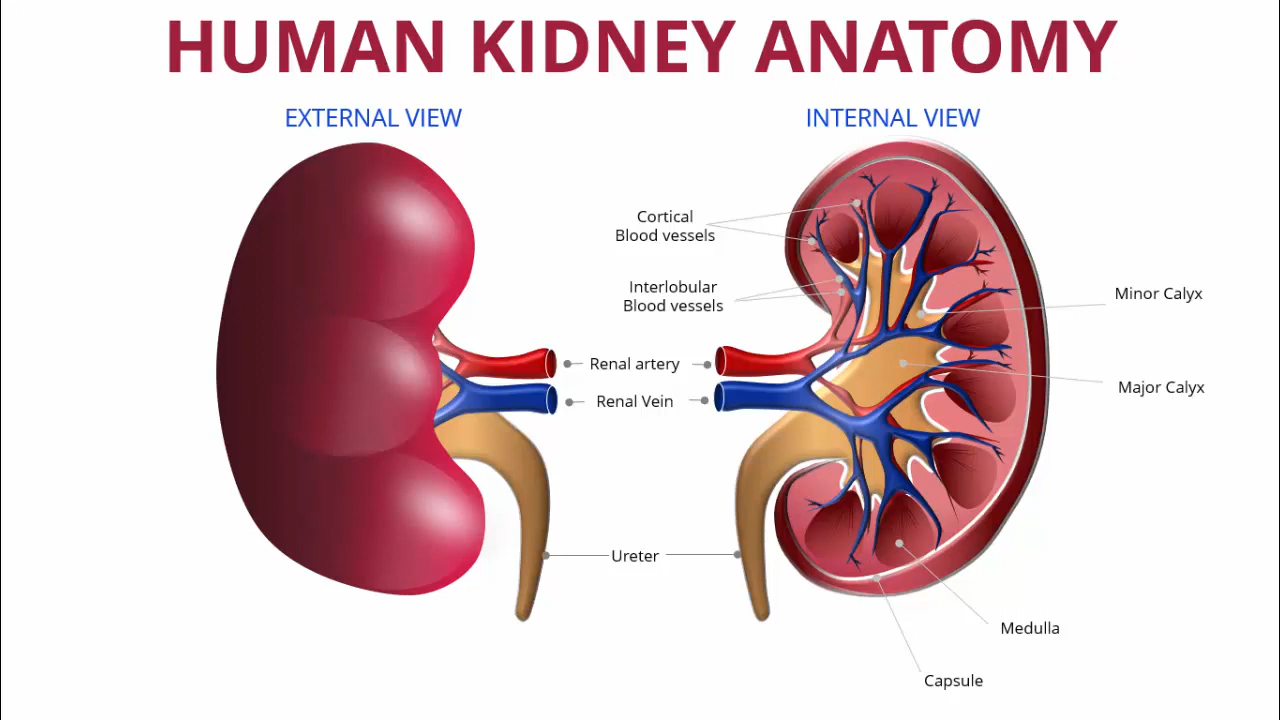 HUMAN KIDNEY ANATOMY
EXTERNAL VIEW
INTERNAL VIEW
Cortical
Blood vessels
Interlobular
Blood vessels
Minor Calyx
Renal artery
Major Calyx
Renal Vein
Ureter
Medulla
Capsule